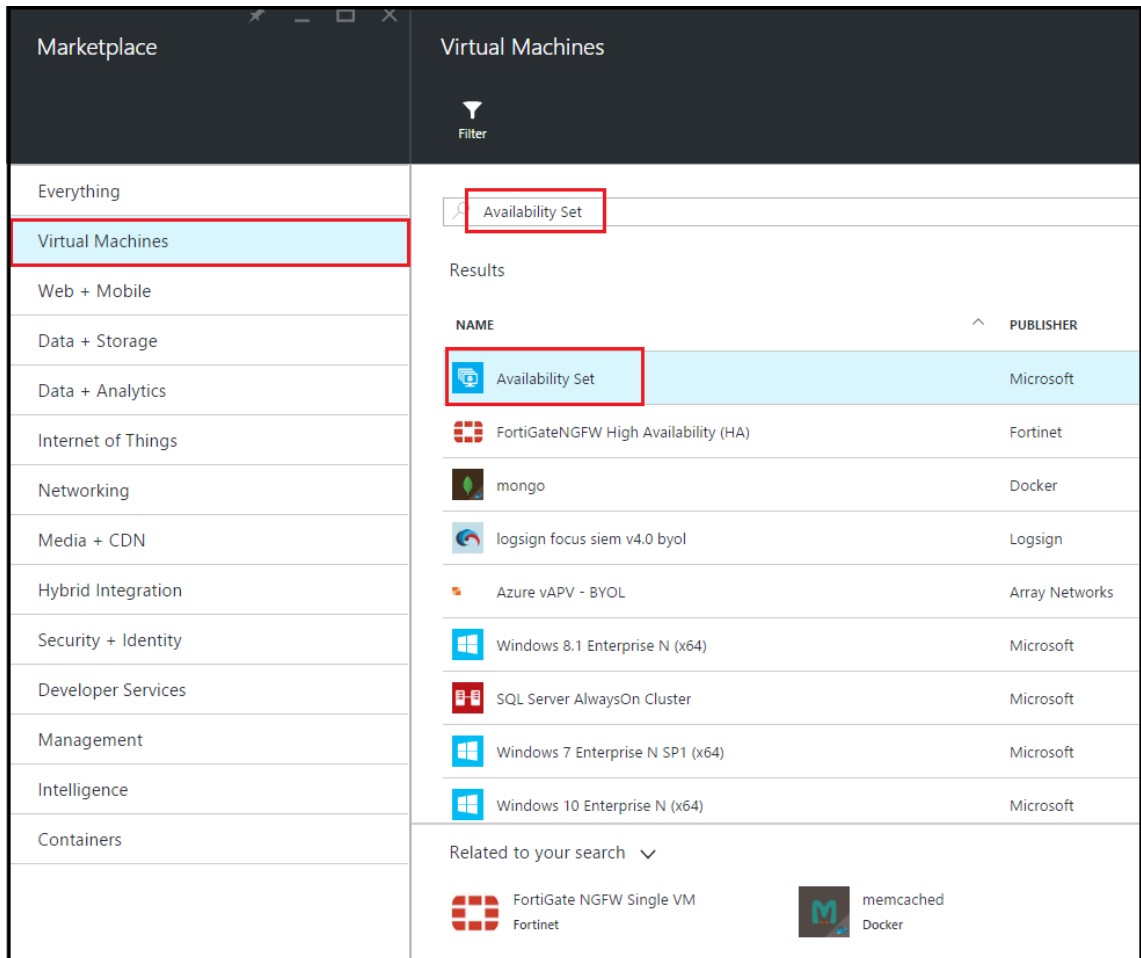 Marketplace
Virtual Machines
Filter
Everything
Virtual Machines
Web + Mobile
Data + Storage
Data + Analytics
Internet of Things
Networking
Media + CDN
Hybrid Integration
Security + Identity
Developer Services
Management
Intelligence
Containers
Availability Set
Results
NAME PUBLISHER
Availability Set Microsoft
FortiGateNGFW High Availability (HA) Fortinet
mongo Docker
logsign focus siem v4.0 byol Logsign
Azure vAPV - BYOL Array Networks
Windows 8.1 Enterprise N (x64) Microsoft
SQL Server AlwaysOn Cluster Microsoft
Windows 7 Enterprise N SP1 (x64) Microsoft
Windows 10 Enterprise N (x64) Microsoft
Related to your search
FortiGate NGFW Single VM
Fortinet
memcached
Docker